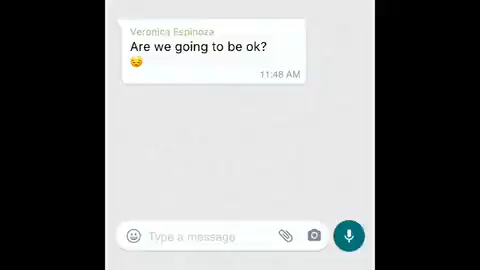 Veronica Espinoza
Are we going to be ok?
😔
11:48 AM
Type a message